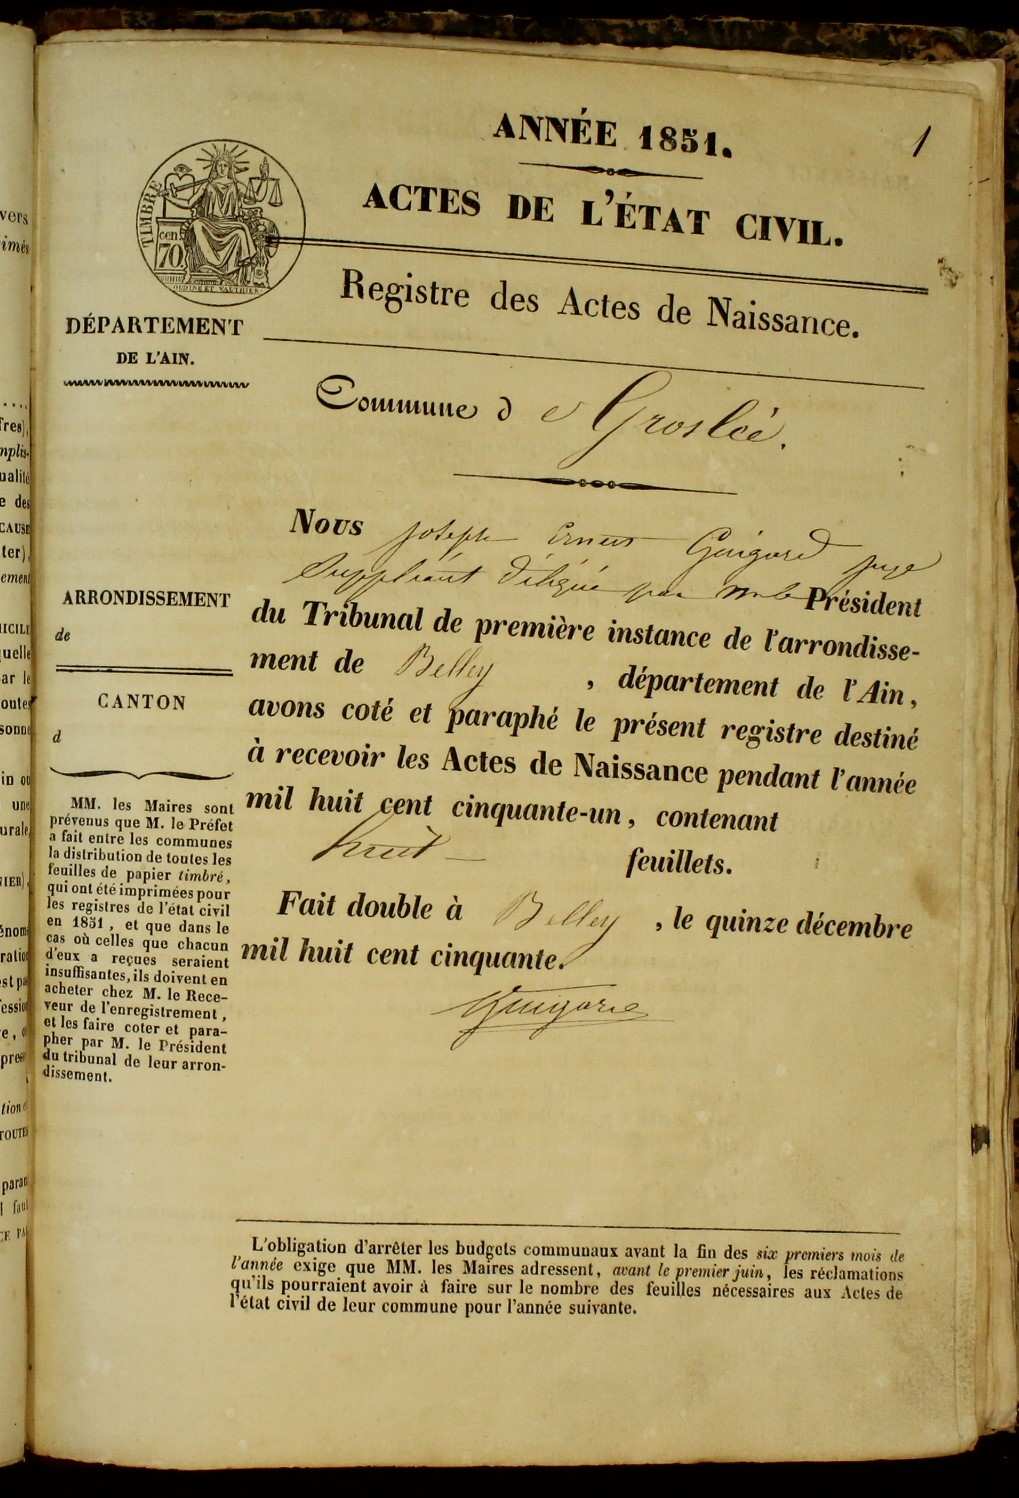 ANNÉE 1851.
1
ACTES DE L'ÉTAT CIVIL.
TIMBRE
cen.
70
Registre des Actes de Naissance.
DÉPARTEMENT
DE L'AIN.
Commune de Groslée.
Nous joseph Ernest Guigard juge
Suppléant délégué par Mr le Président
du Tribunal de première instance de l'arrondisse-
ment de Belley, département de l'Ain,
avons coté et paraphé le présent registre destiné
à recevoir les Actes de Naissance pendant l'année
mil huit cent cinquante-un, contenant
huit feuillets.
Fait double à Belley, le quinze décembre
mil huit cent cinquante.
Guigard
ARRONDISSEMENT
de
CANTON
d
MM. les Maires sont
prévenus que M. le Préfet
a fait entre les communes
la distribution de toutes les
feuilles de papier timbré,
qui ont été imprimées pour
les registres de l'état civil
en 1851, et que dans le
cas où celles que chacun
d'eux a reçues seraient
insuffisantes, ils doivent en
acheter chez M. le Rece-
veur de l'enregistrement,
et les faire coter et para-
pher par M. le Président
du tribunal de leur arron-
dissement.
L'obligation d'arrêter les budgets communaux avant la fin des six premiers mois de
l'année exige que MM. les Maires adressent, avant le premier juin, les réclamations
qu'ils pourraient avoir à faire sur le nombre des feuilles nécessaires aux Actes de
l'état civil de leur commune pour l'année suivante.